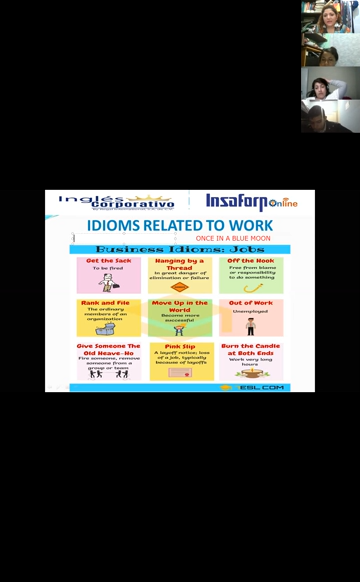 Inglés
corporativo
Insaforp Online
IDIOMS RELATED TO WORK
ONCE IN A BLUE MOON
Business Idioms: Jobs
Get the Sack
To be fired
Hanging by a
Thread
In great danger of
elimination or failure
Off the Hook
Free from blame
or responsibility
to do something
Rank and File
The ordinary
members of an
organization
Move Up in the
World
Become more
successful
Out of Work
Unemployed
Give Someone The
Old Heave-Ho
Fire someone, remove
someone from a
group or team
Pink Slip
A layoff notice; loss
of a job, typically
because of layoffs
Burn the Candle
at Both Ends
Work very long
hours
ESL.COM